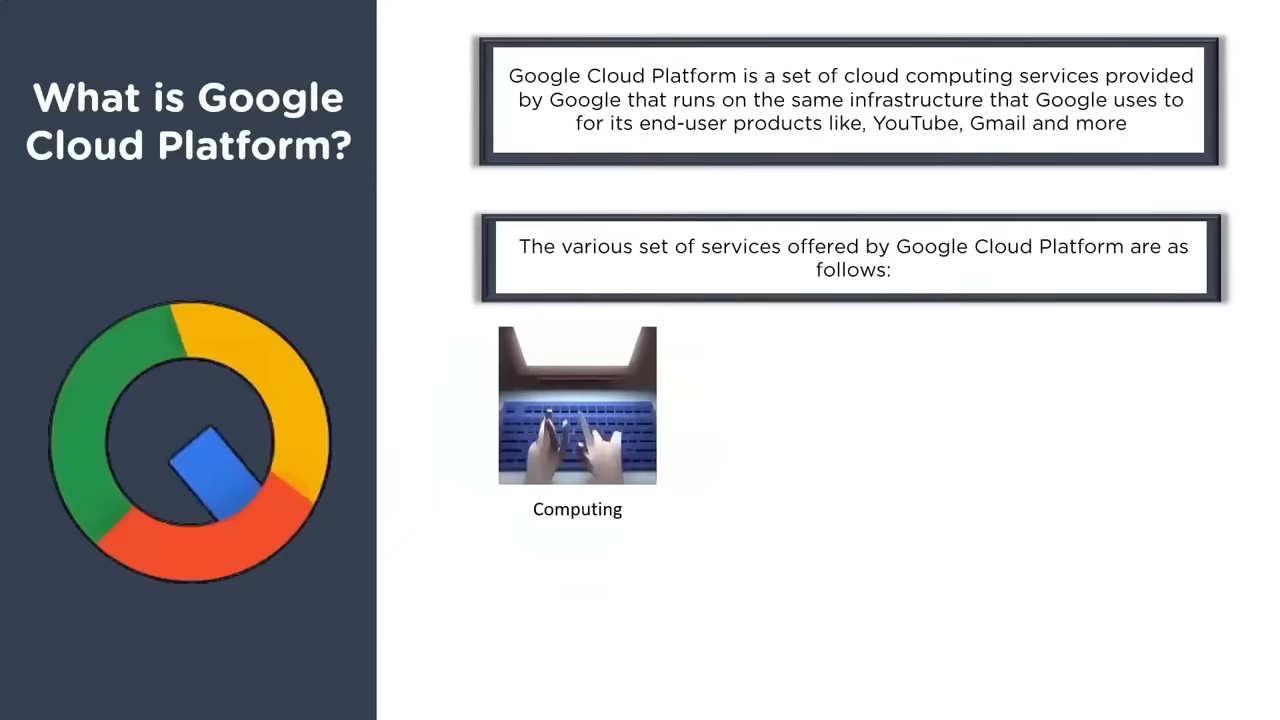 What is Google
Cloud Platform?
Google Cloud Platform is a set of cloud computing services provided
by Google that runs on the same infrastructure that Google uses to
for its end-user products like, YouTube, Gmail and more
The various set of services offered by Google Cloud Platform are as
follows:
Computing